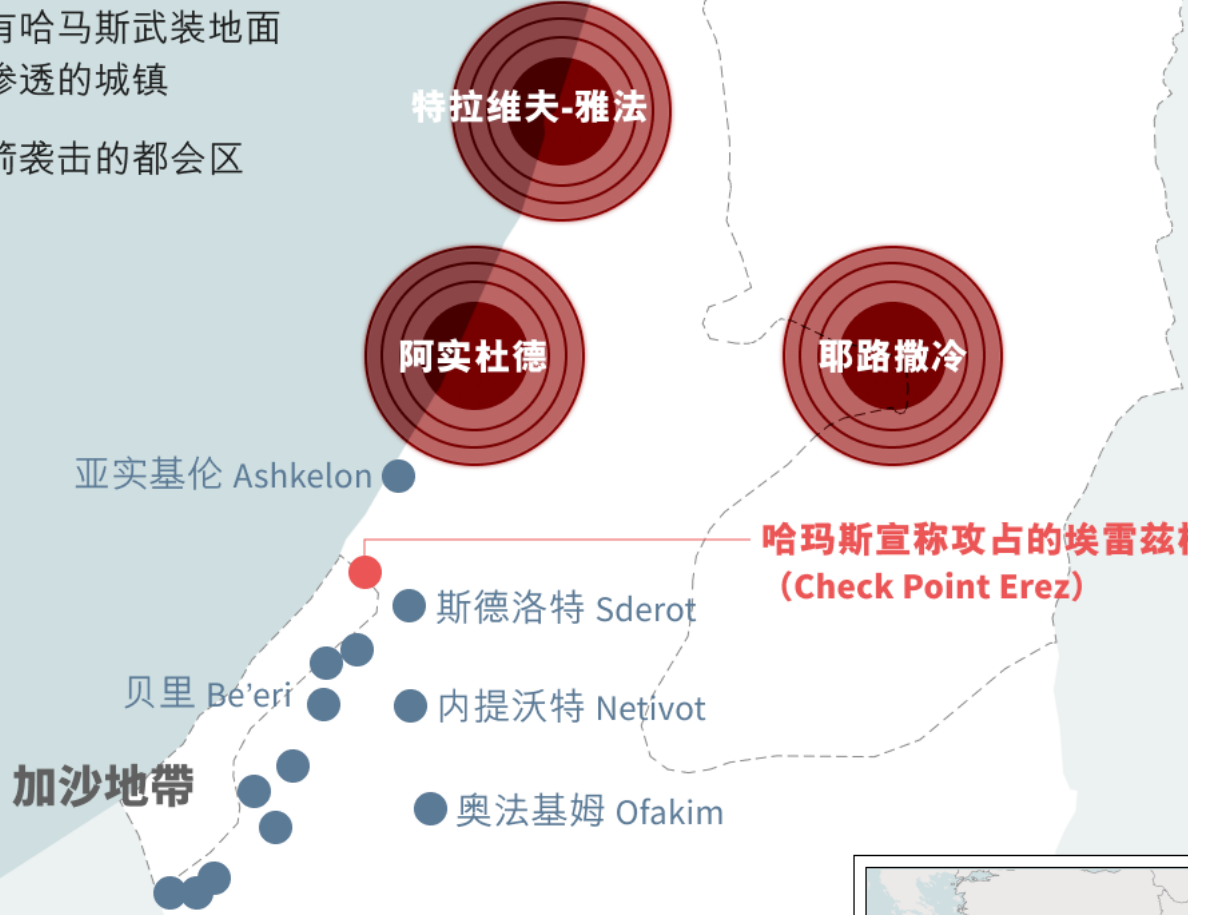 有哈马斯武装地面
渗透的城镇
箭袭击的都会区
特拉维夫-雅法
阿实杜德
耶路撒冷
亚实基伦 Ashkelon
哈玛斯宣称攻占的埃雷兹
（Check Point Erez）
斯德洛特 Sderot
贝里 Be’eri
内提沃特 Netivot
加沙地帶
奥法基姆 Ofakim